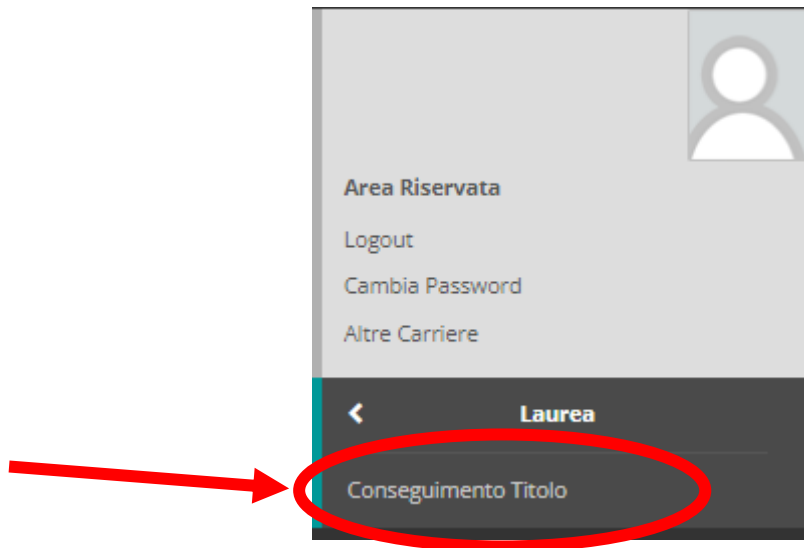 Area Riservata
Logout
Cambia Password
Altre Carriere
Laurea
Conseguimento Titolo